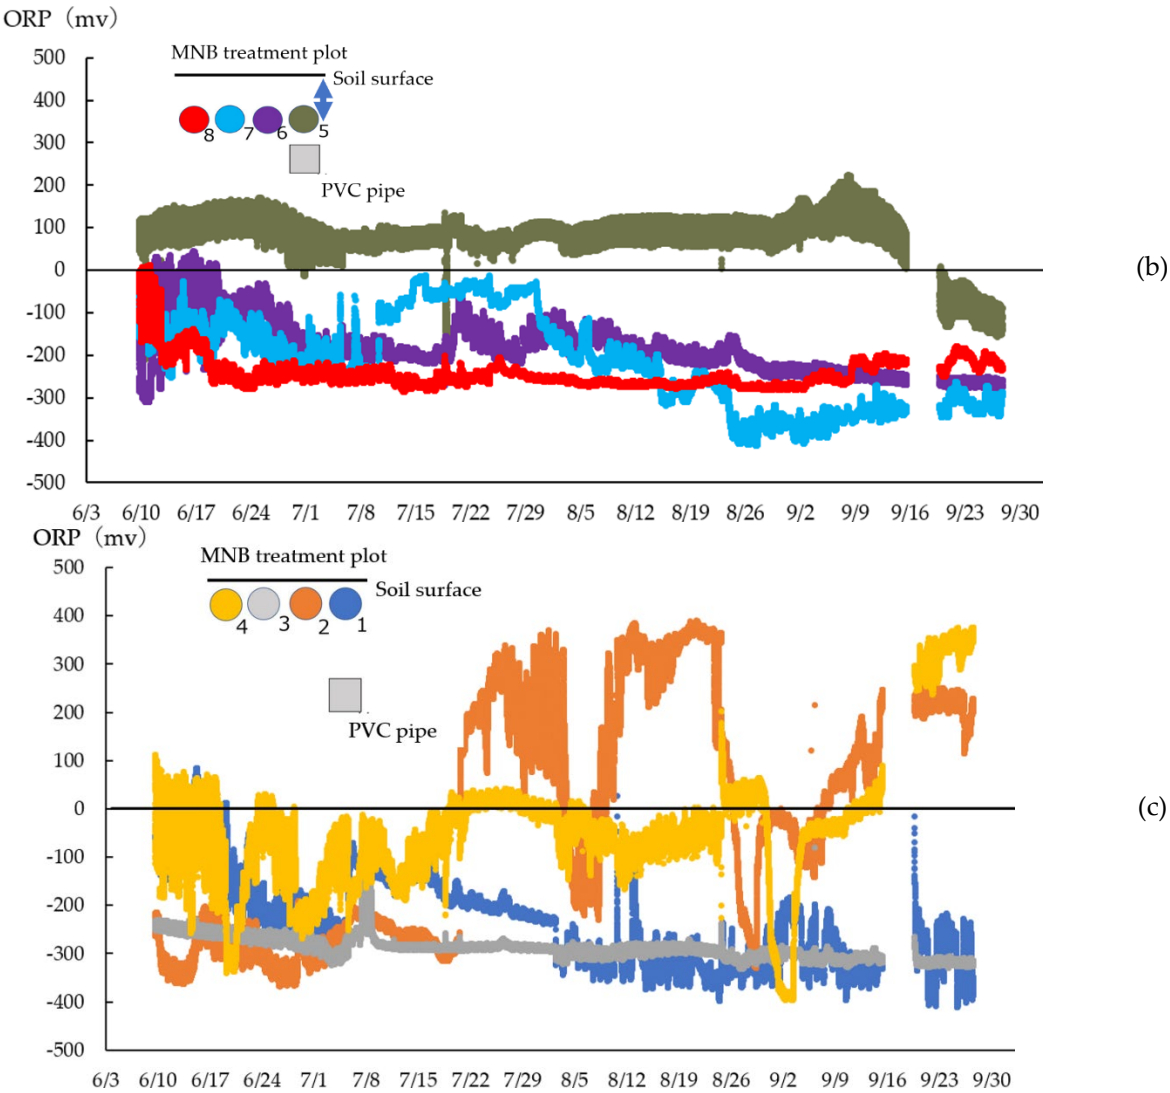 ORP（mv）
MNB treatment plot
Soil surface
8 7 6 5
PVC pipe
500
400
300
200
100
0
-100
-200
-300
-400
-500
6/3 6/10 6/17 6/24 7/1 7/8 7/15 7/22 7/29 8/5 8/12 8/19 8/26 9/2 9/9 9/16 9/23 9/30
(b)
ORP（mv）
MNB treatment plot
Soil surface
4 3 2 1
PVC pipe
500
400
300
200
100
0
-100
-200
-300
-400
-500
6/3 6/10 6/17 6/24 7/1 7/8 7/15 7/22 7/29 8/5 8/12 8/19 8/26 9/2 9/9 9/16 9/23 9/30
(c)